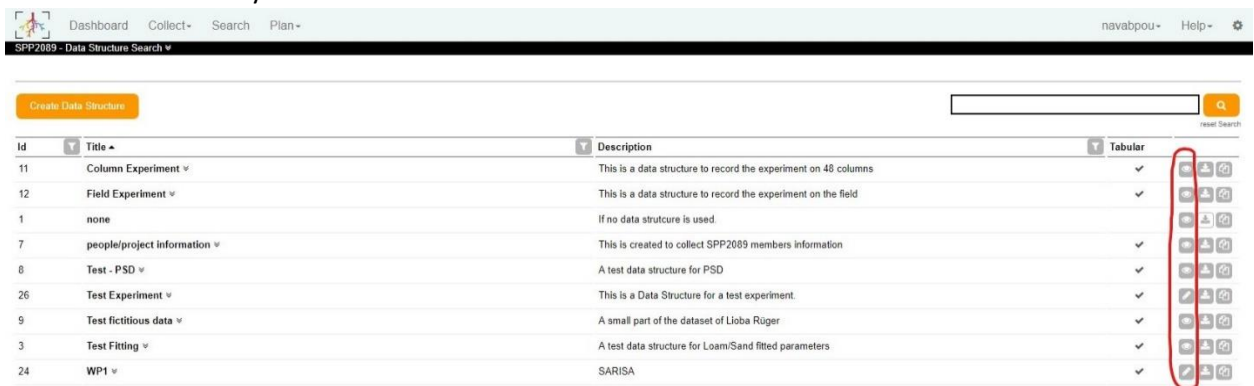 Dashboard Collect Search Plan navabpou Help
SPP2089 - Data Structure Search
Create Data Structure
reset Search
Id Title Description Tabular
11 Column Experiment This is a data structure to record the experiment on 48 columns
12 Field Experiment This is a data structure to record the experiment on the field
1 none If no data strutcure is used.
7 people/project information This is created to collect SPP2089 members information
8 Test - PSD A test data structure for PSD
26 Test Experiment This is a Data Structure for a test experiment.
9 Test fictitious data A small part of the dataset of Lioba Rüger
3 Test Fitting A test data structure for Loam/Sand fitted parameters
24 WP1 SARISA